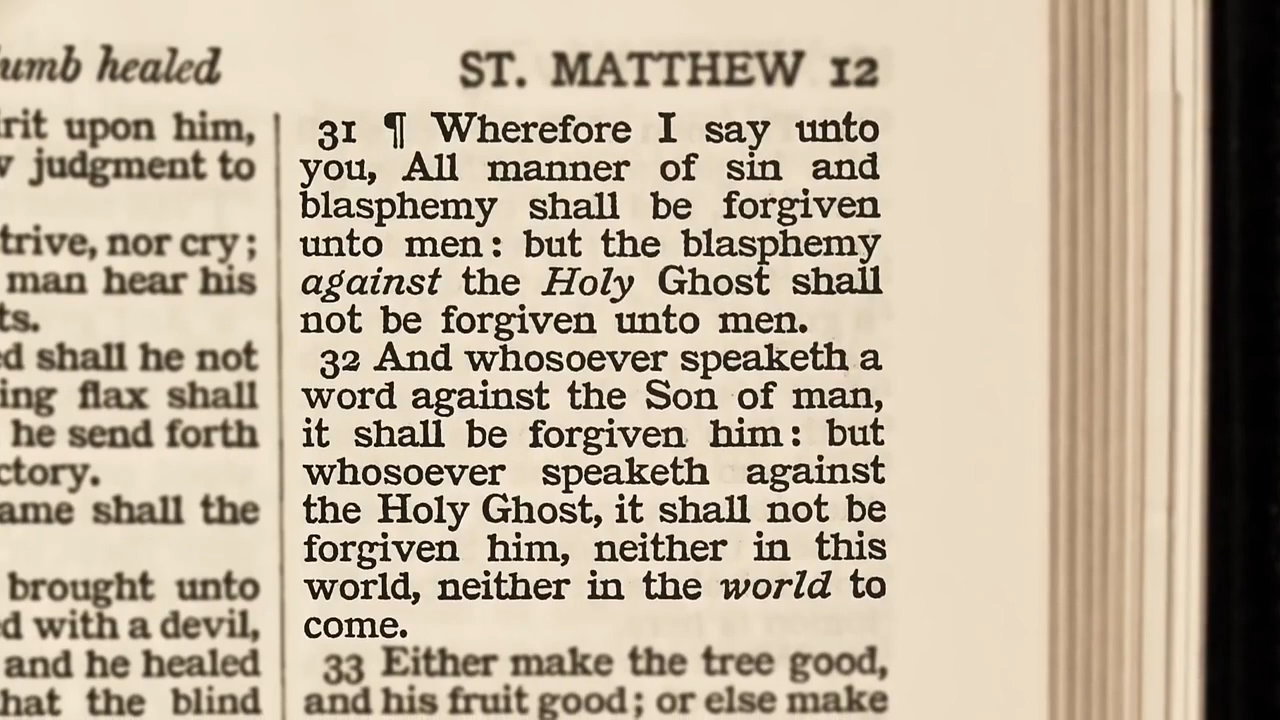 umb healed
ST. MATTHEW 12
rit upon him,
judgment to
trive, nor cry;
man hear his
ts.
d shall he not
ing flax shall
he send forth
ctory.
ame shall the
brought unto
d with a devil,
and he healed
hat the blind
31 ¶ Wherefore I say unto
you, All manner of sin and
blasphemy shall be forgiven
unto men: but the blasphemy
against the Holy Ghost shall
not be forgiven unto men.
32 And whosoever speaketh a
word against the Son of man,
it shall be forgiven him: but
whosoever speaketh against
the Holy Ghost, it shall not be
forgiven him, neither in this
world, neither in the world to
come.
33 Either make the tree good,
and his fruit good; or else make